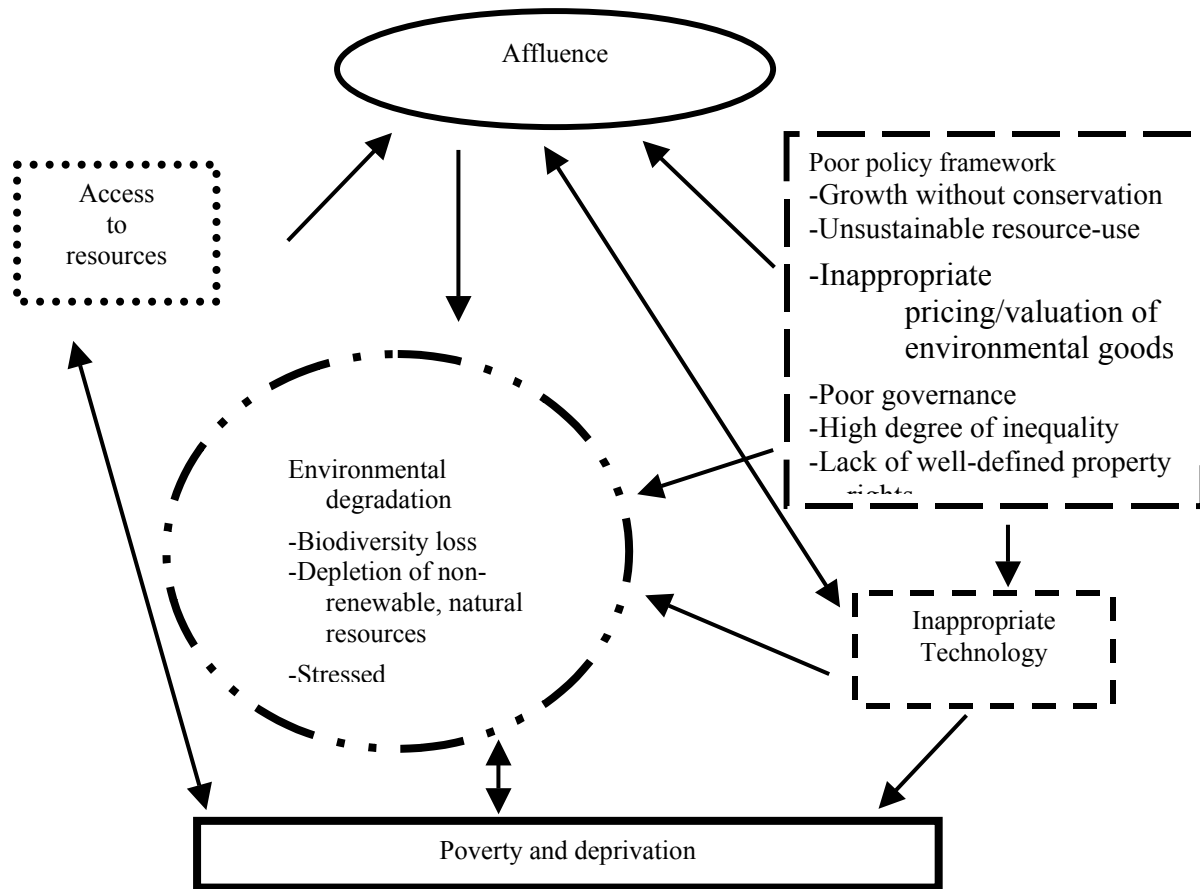 Affluence
Access
to
resources
Poor policy framework
-Growth without conservation
-Unsustainable resource-use
-Inappropriate
pricing/valuation of
environmental goods
-Poor governance
-High degree of inequality
-Lack of well-defined property
rights
Environmental
degradation
-Biodiversity loss
-Depletion of non-
renewable, natural
resources
-Stressed
Inappropriate
Technology
Poverty and deprivation